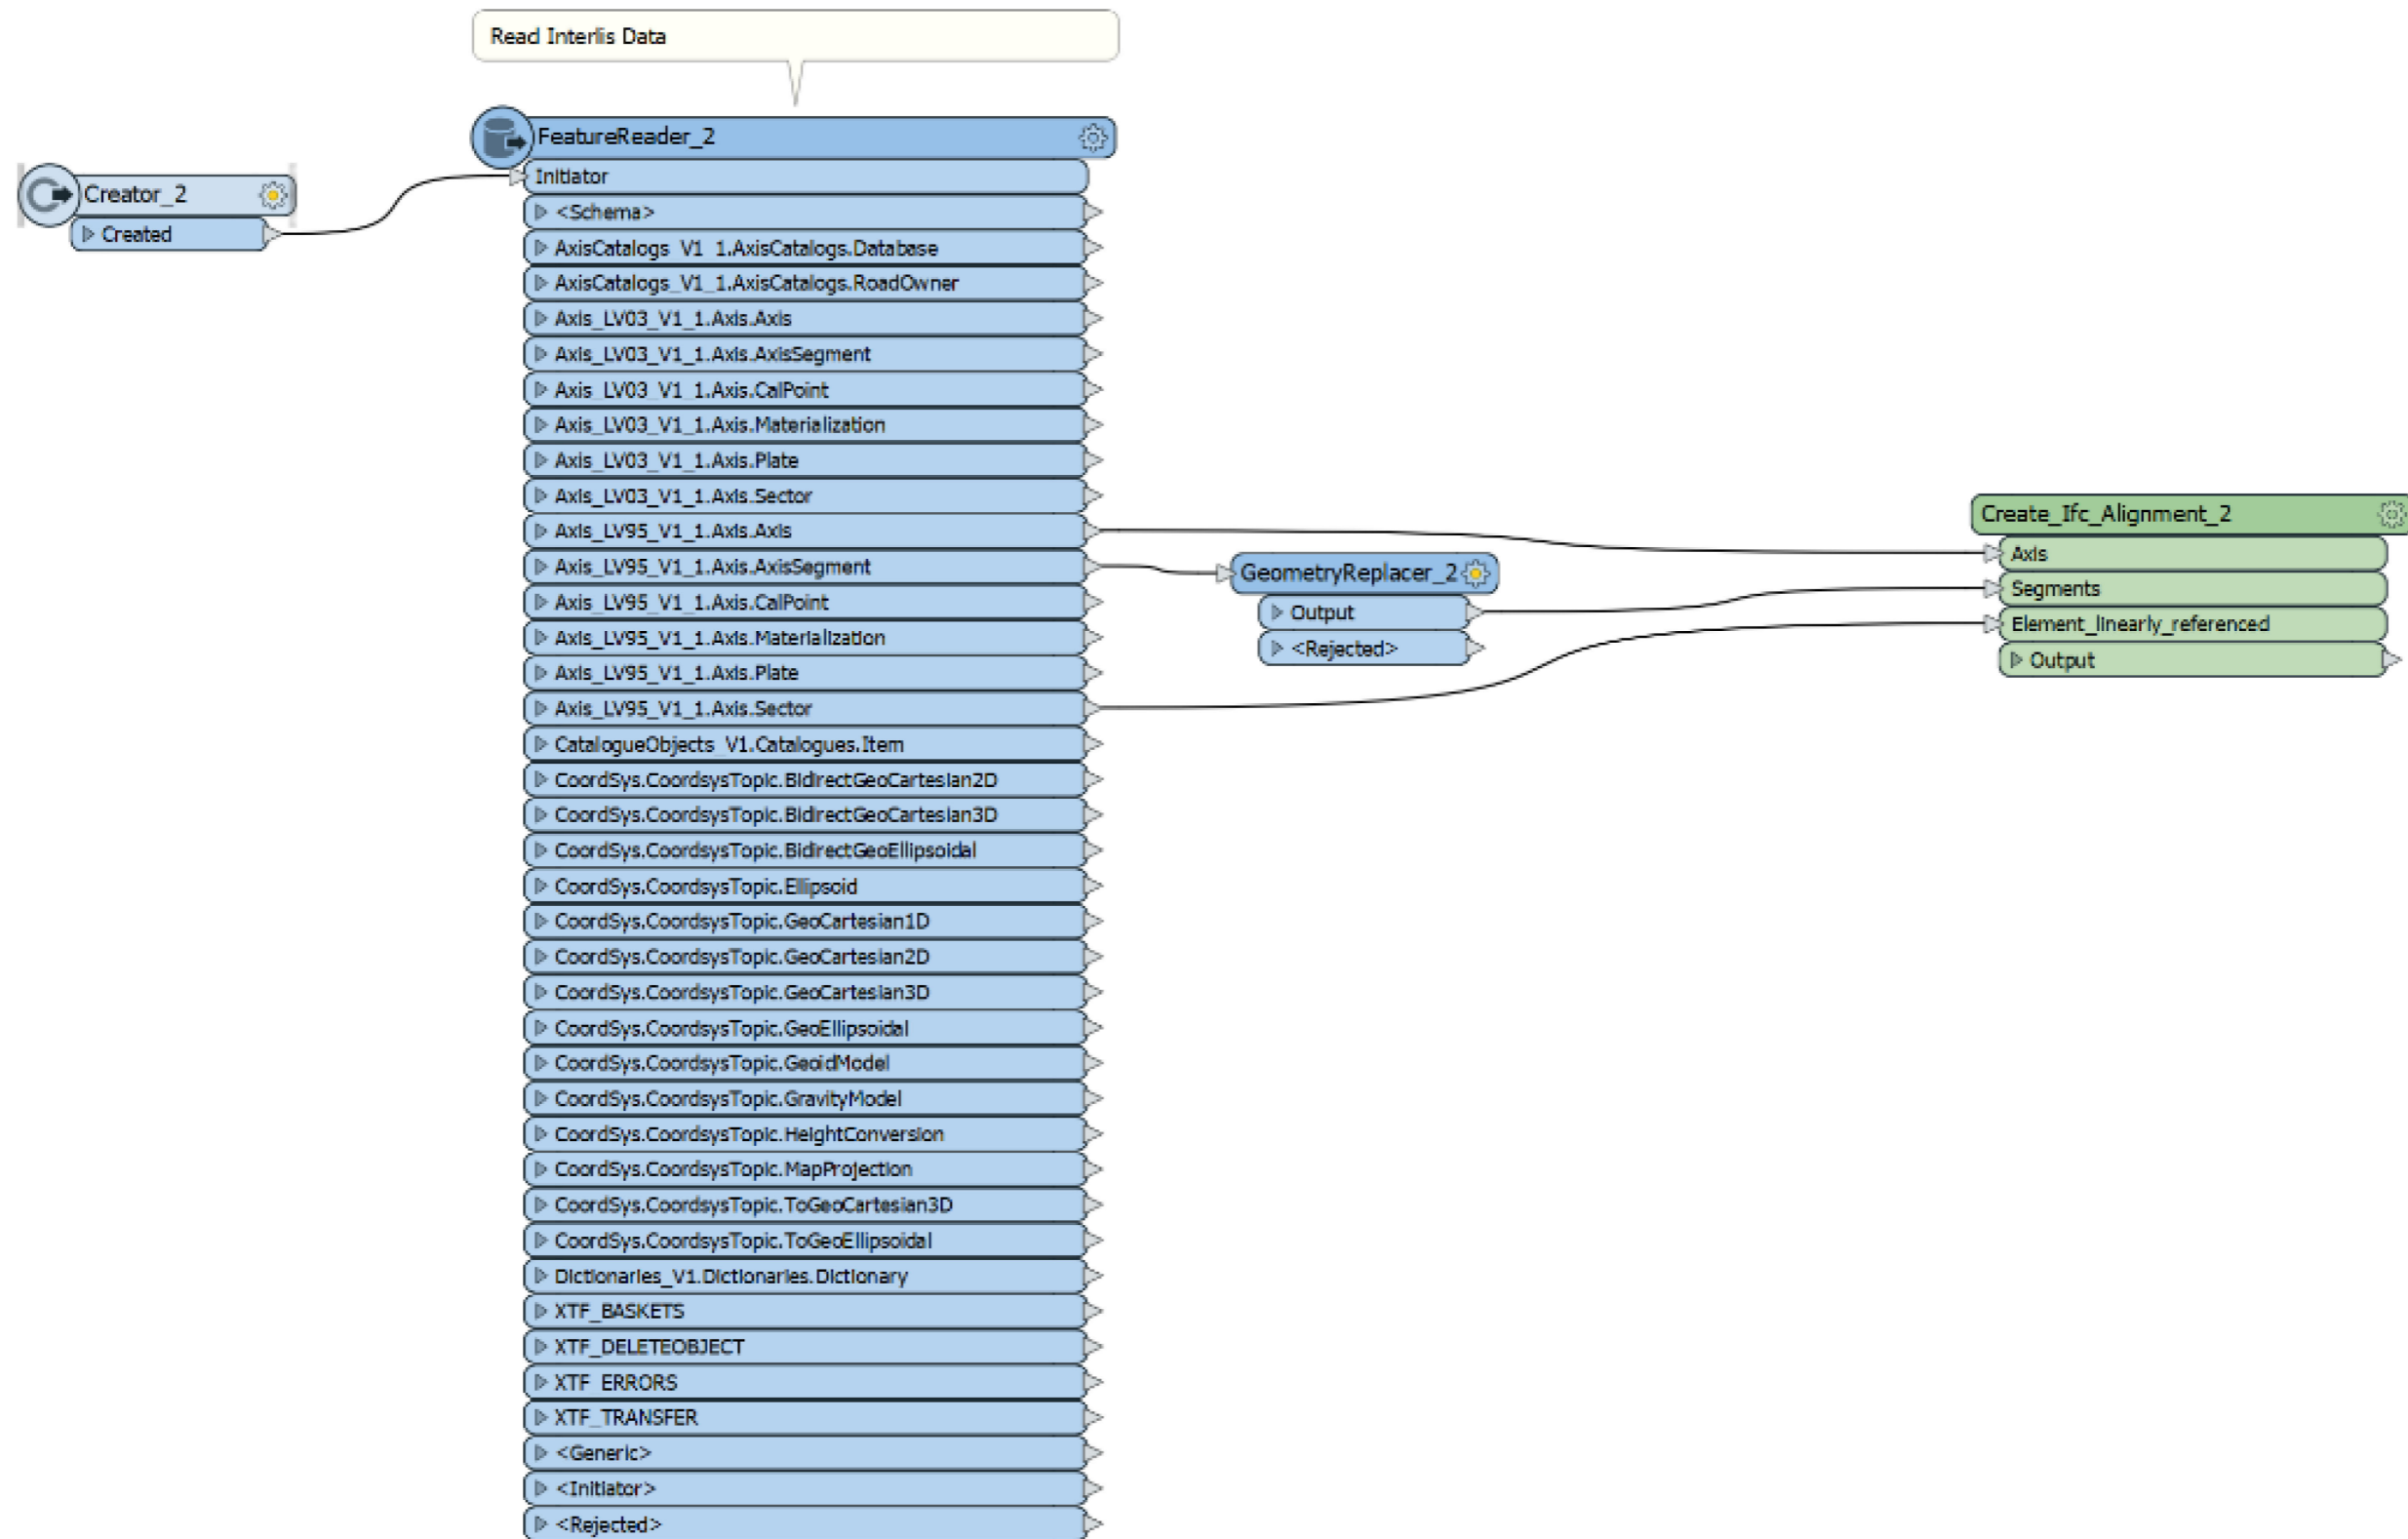 Read Interlis Data
FeatureReader_2
Initiator
Creator_2
Created
<Schema>
AxisCatalogs_V1_1.AxisCatalogs.Database
AxisCatalogs_V1_1.AxisCatalogs.RoadOwner
Axis_LV03_V1_1.Axis.Axis
Axis_LV03_V1_1.Axis.AxisSegment
Axis_LV03_V1_1.Axis.CalPoint
Axis_LV03_V1_1.Axis.Materialization
Axis_LV03_V1_1.Axis.Plate
Axis_LV03_V1_1.Axis.Sector
Axis_LV95_V1_1.Axis.Axis
Axis_LV95_V1_1.Axis.AxisSegment
Axis_LV95_V1_1.Axis.CalPoint
Axis_LV95_V1_1.Axis.Materialization
Axis_LV95_V1_1.Axis.Plate
Axis_LV95_V1_1.Axis.Sector
CatalogueObjects_V1.Catalogues.Item
CoordSys.CoordsysTopic.BidirectGeoCartesian2D
CoordSys.CoordsysTopic.BidirectGeoCartesian3D
CoordSys.CoordsysTopic.BidirectGeoEllipsoidal
CoordSys.CoordsysTopic.Ellipsoid
CoordSys.CoordsysTopic.GeoCartesian1D
CoordSys.CoordsysTopic.GeoCartesian2D
CoordSys.CoordsysTopic.GeoCartesian3D
CoordSys.CoordsysTopic.GeoEllipsoidal
CoordSys.CoordsysTopic.GeoidModel
CoordSys.CoordsysTopic.GravityModel
CoordSys.CoordsysTopic.HeightConversion
CoordSys.CoordsysTopic.MapProjection
CoordSys.CoordsysTopic.ToGeoCartesian3D
CoordSys.CoordsysTopic.ToGeoEllipsoidal
Dictionaries_V1.Dictionaries.Dictionary
XTF_BASKETS
XTF_DELETEOBJECT
XTF_ERRORS
XTF_TRANSFER
<Generic>
<Initiator>
<Rejected>
GeometryReplacer_2
Output
<Rejected>
Create_Ifc_Alignment_2
Axis
Segments
Element_linearly_referenced
Output